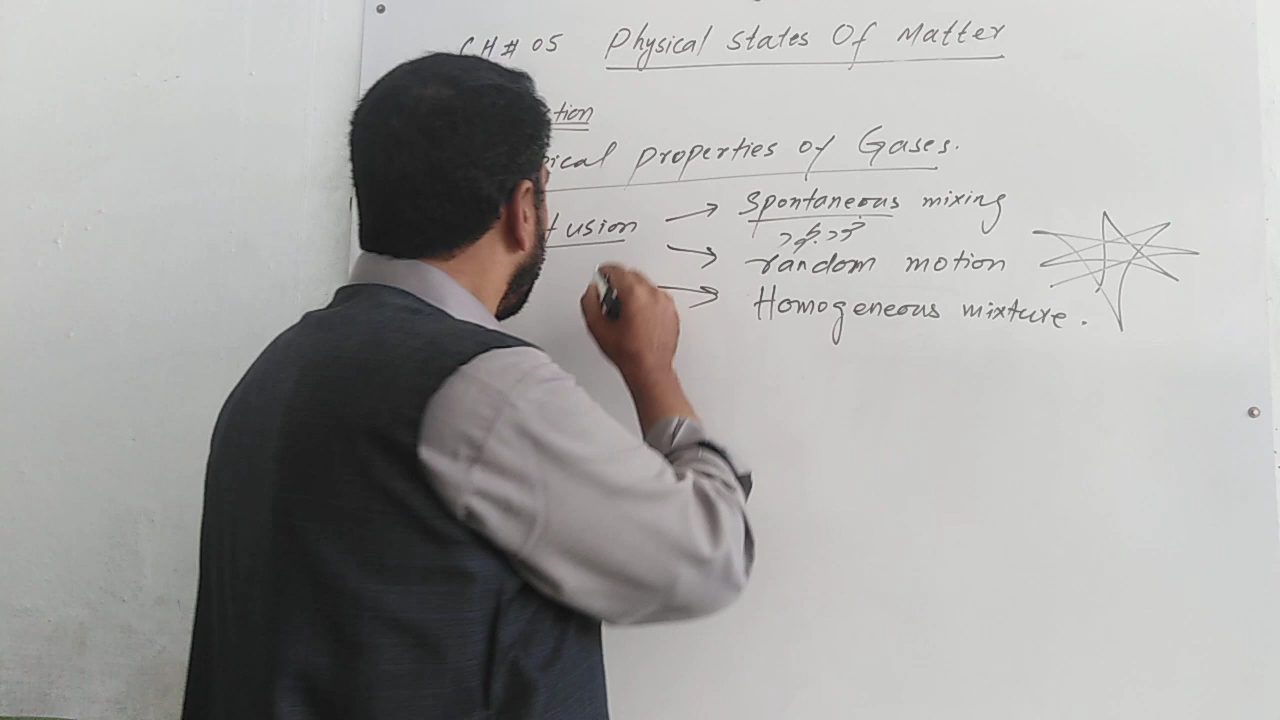 CH # 05 Physical States Of Matter
tion
ical properties of Gases.
fusion → Spontaneous mixing
→ random motion
→ Homogeneous mixture.